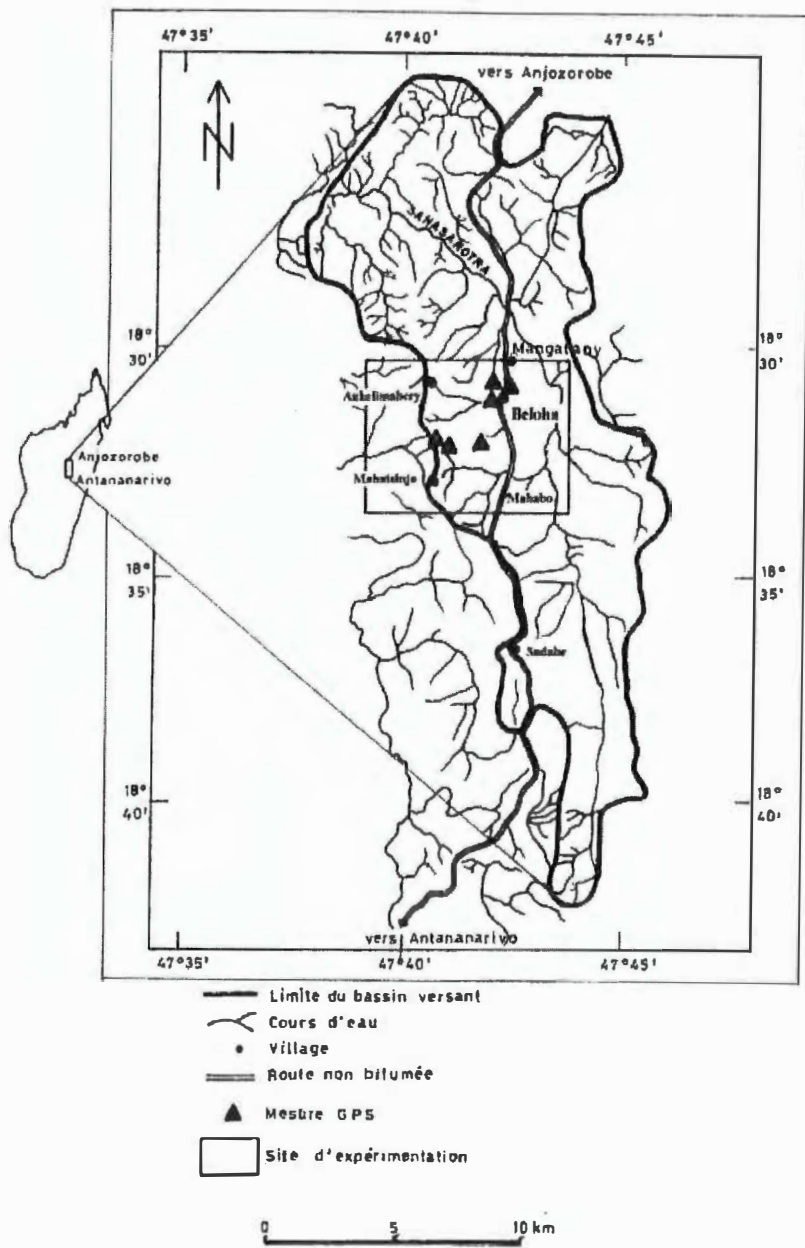 47°35'
47°40'
47°45'
vers Anjozorobe
N
SAHASAROTRA
18°
30'
18°
30'
Mangatany
Beloha
Anjozorobe
Antananarivo
Mahabo
18°
35'
18°
35'
Sadabe
18°
40'
18°
40'
vers Antananarivo
47°35'
47°40'
47°45'
Limite du bassin versant
Cours d'eau
Village
Route non bitumée
Mesure GPS
Site d'expérimentation
0 5 10 km